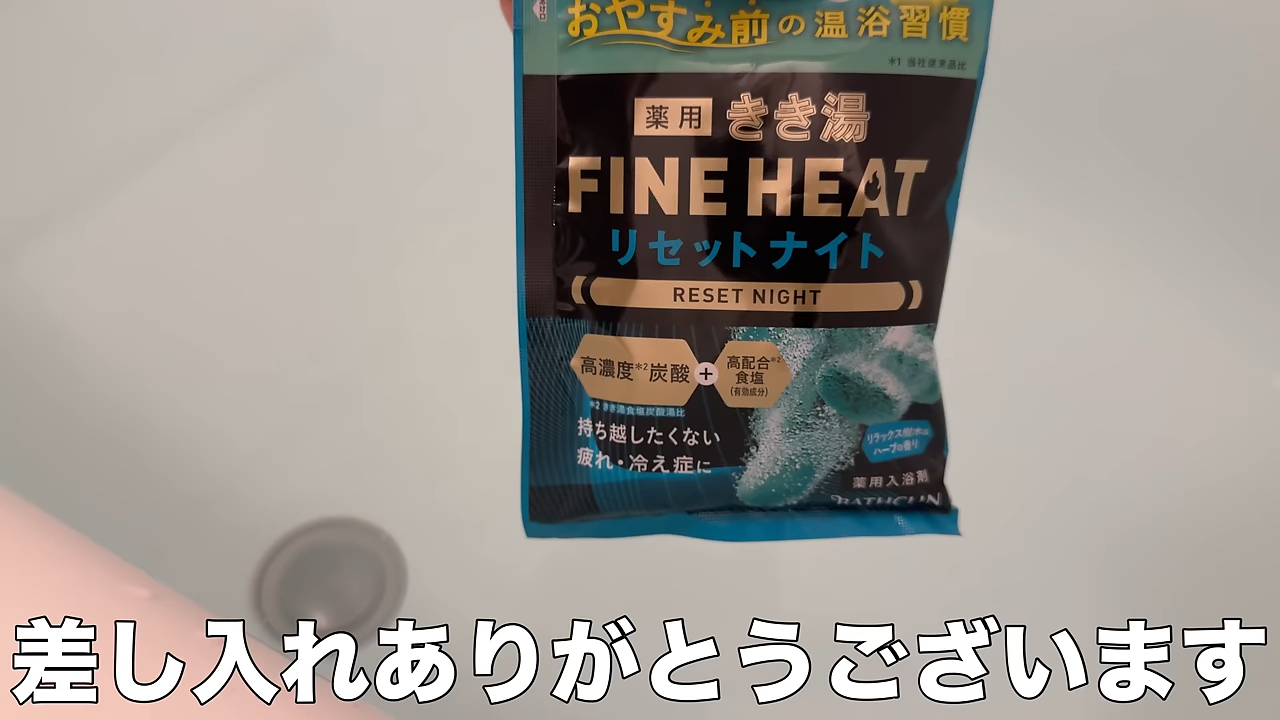 おやすみ前の温浴習慣
＊1 当社従来品比
薬用 きき湯
FINE HEAT
リセットナイト
RESET NIGHT
高濃度＊2炭酸 + 高配合＊2食塩(有効成分)
＊2 きき湯食塩炭酸湯比
持ち越したくない
疲れ・冷え症に
リラックス樹木&
ハーブの香り
薬用入浴剤
BATHCLIN
差し入れありがとうございます